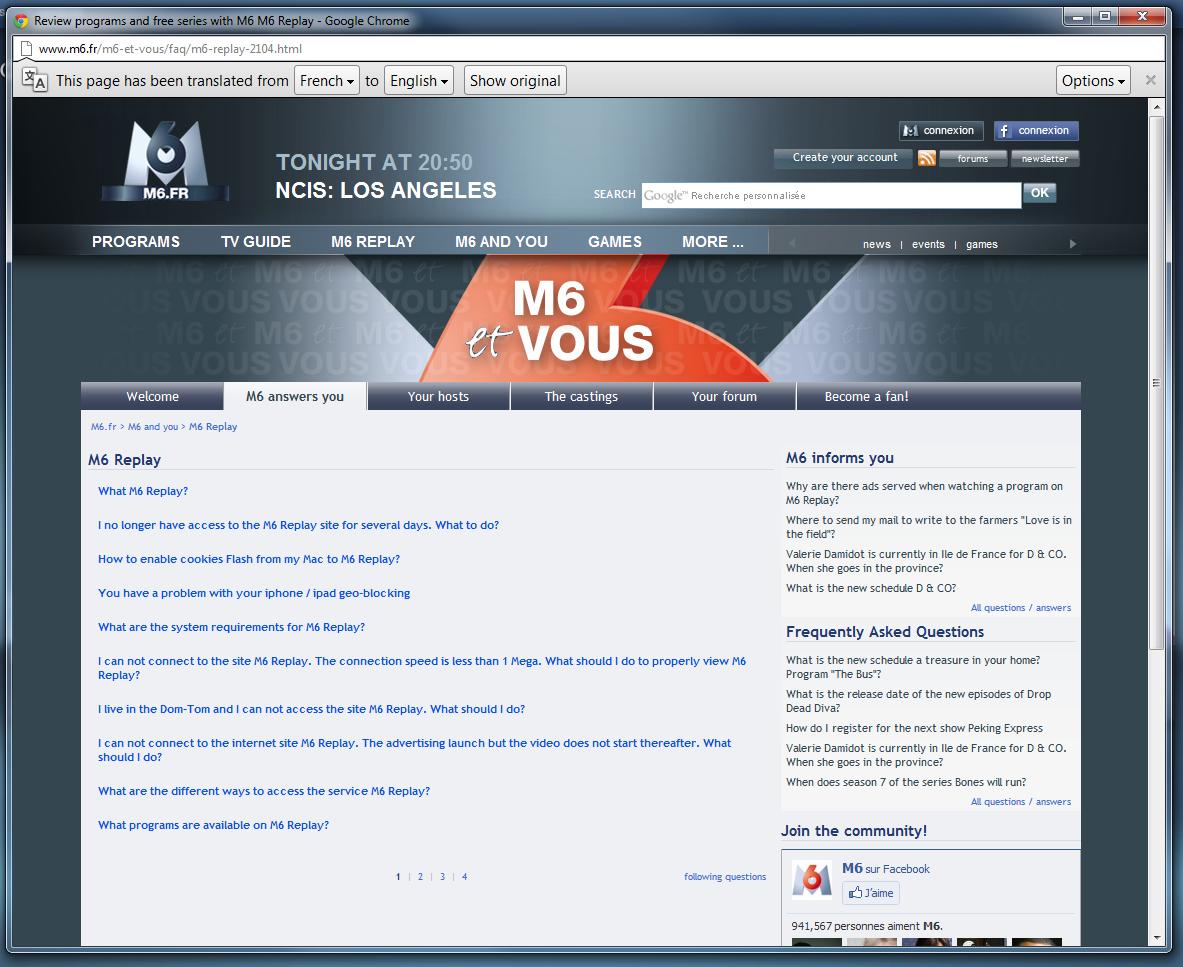 Review programs and free series with M6 M6 Replay - Google Chrome
www.m6.fr/m6-et-vous/faq/m6-replay-2104.html
This page has been translated from French to English Show original Options
M6.FR
TONIGHT AT 20:50
NCIS: LOS ANGELES
connexion
connexion
Create your account
forums
newsletter
SEARCH Google™ Recherche personnalisée OK
PROGRAMS TV GUIDE M6 REPLAY M6 AND YOU GAMES MORE ...
news | events | games
M6
et VOUS
Welcome M6 answers you Your hosts The castings Your forum Become a fan!
M6.fr > M6 and you > M6 Replay
M6 Replay
What M6 Replay?
I no longer have access to the M6 Replay site for several days. What to do?
How to enable cookies Flash from my Mac to M6 Replay?
You have a problem with your iphone / ipad geo-blocking
What are the system requirements for M6 Replay?
I can not connect to the site M6 Replay. The connection speed is less than 1 Mega. What should I do to properly view M6
Replay?
I live in the Dom-Tom and I can not access the site M6 Replay. What should I do?
I can not connect to the internet site M6 Replay. The advertising launch but the video does not start thereafter. What
should I do?
What are the different ways to access the service M6 Replay?
What programs are available on M6 Replay?
1 | 2 | 3 | 4
following questions
M6 informs you
Why are there ads served when watching a program on
M6 Replay?
Where to send my mail to write to the farmers "Love is in
the field"?
Valerie Damidot is currently in Ile de France for D & CO.
When she goes in the province?
What is the new schedule D & CO?
All questions / answers
Frequently Asked Questions
What is the new schedule a treasure in your home?
Program "The Bus"?
What is the release date of the new episodes of Drop
Dead Diva?
How do I register for the next show Peking Express
Valerie Damidot is currently in Ile de France for D & CO.
When she goes in the province?
When does season 7 of the series Bones will run?
All questions / answers
Join the community!
M6 sur Facebook
J'aime
941,567 personnes aiment M6.